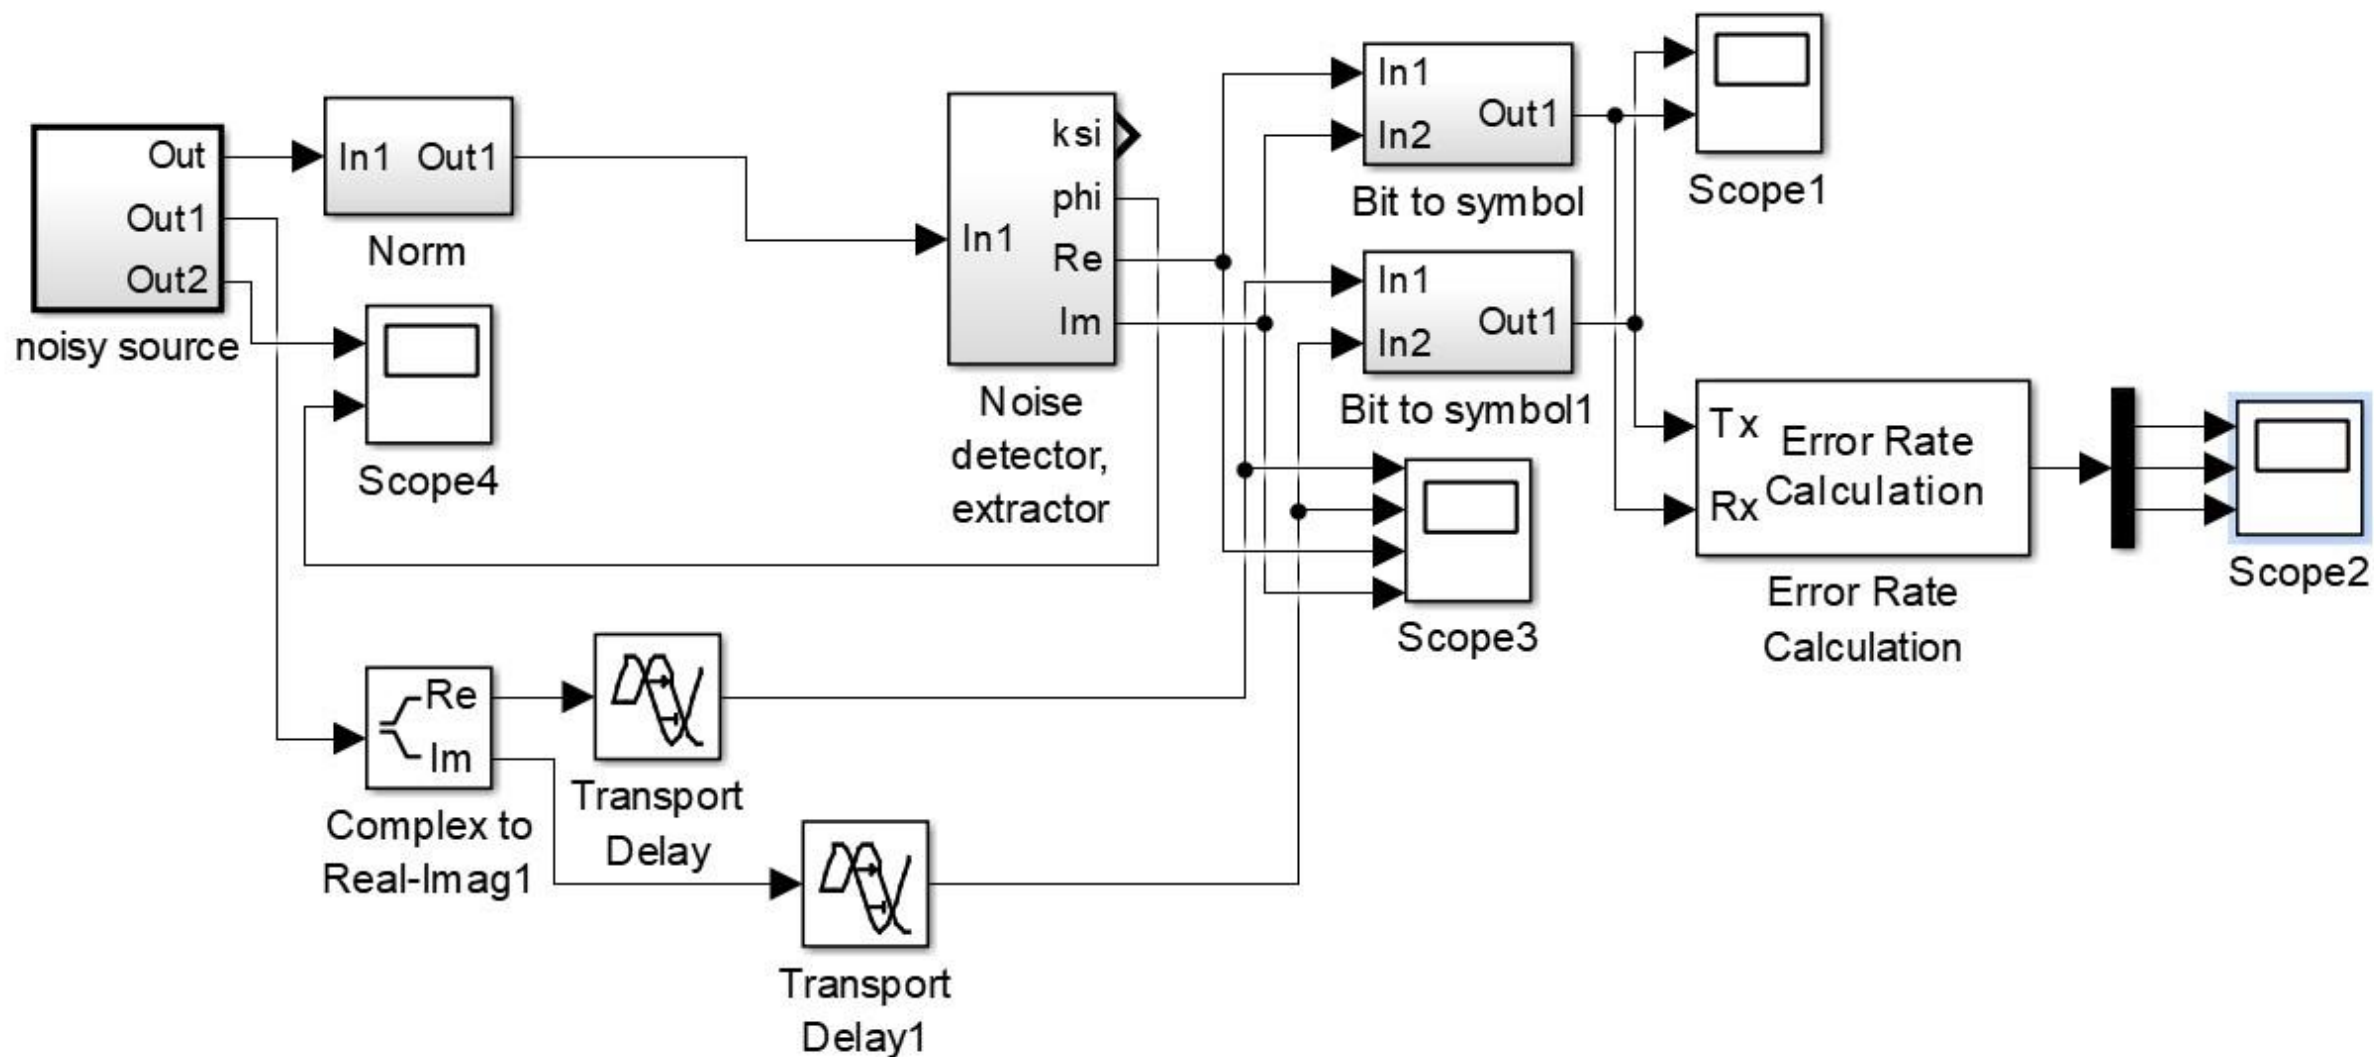 Out
Out1
Out2
noisy source
In1 Out1
Norm
Scope4
In1
ksi
phi
Re
Im
Noise
detector,
extractor
In1
In2
Out1
Bit to symbol
In1
In2
Out1
Bit to symbol1
Scope1
Scope3
Tx
Rx
Error Rate
Calculation
Error Rate
Calculation
Scope2
Re
Im
Complex to
Real-Imag1
Transport
Delay
Transport
Delay1